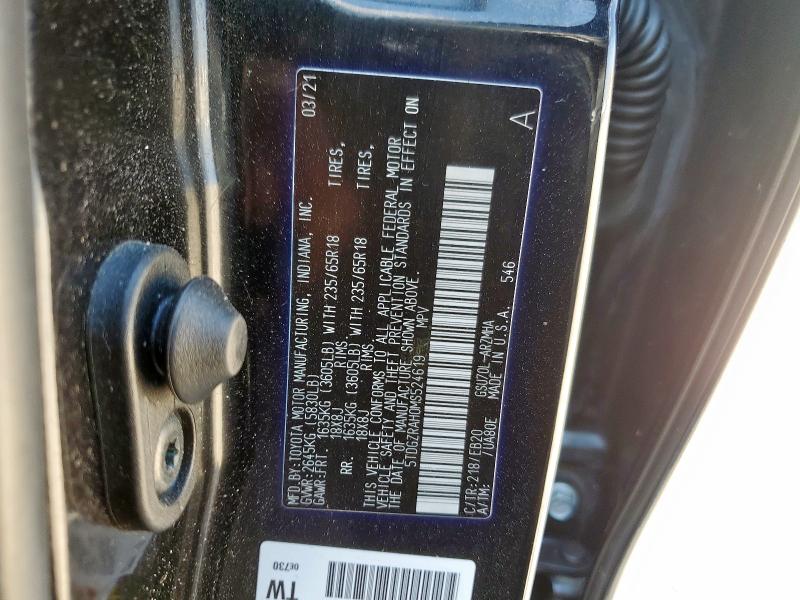 MFD.BY:TOYOTA MOTOR MANUFACTURING, INDIANA, INC. 03/21
GVWR:2645KG (5830LB)
GAWR:FRT. 1635KG (3605LB) WITH 235/65R18 TIRES,
18X8J RIMS,
RR. 1635KG (3605LB) WITH 235/65R18 TIRES,
18X8J RIMS,
THIS VEHICLE CONFORMS TO ALL APPLICABLE FEDERAL MOTOR
VEHICLE SAFETY AND THEFT PREVENTION STANDARDS IN EFFECT ON
THE DATE OF MANUFACTURE SHOWN ABOVE.
5TDGZRAH0MS524619 MPV
C/TR:218/EB20 GSU70L-ARZMHA
A/TM: /UA80E MADE IN U.S.A. 546
A
0E730
TW